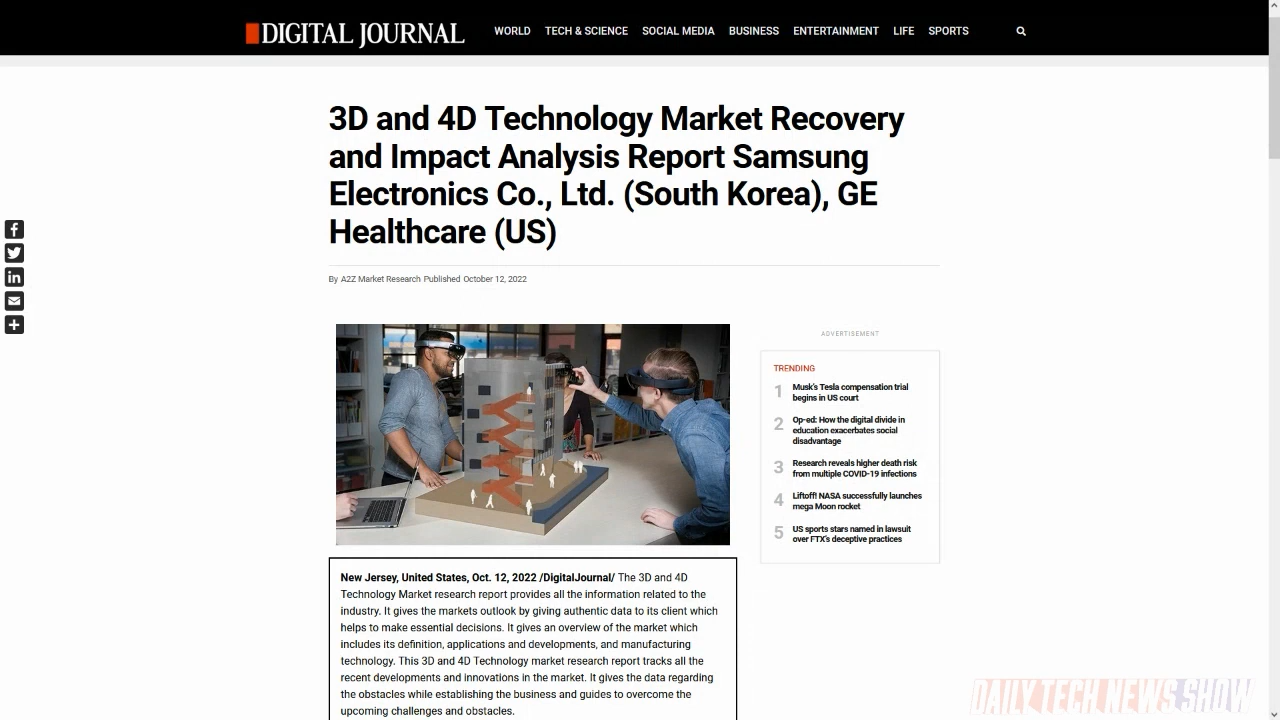 DIGITAL JOURNAL
WORLD TECH & SCIENCE SOCIAL MEDIA BUSINESS ENTERTAINMENT LIFE SPORTS
3D and 4D Technology Market Recovery
and Impact Analysis Report Samsung
Electronics Co., Ltd. (South Korea), GE
Healthcare (US)
By A2Z Market Research Published October 12, 2022
New Jersey, United States, Oct. 12, 2022 /DigitalJournal/ The 3D and 4D
Technology Market research report provides all the information related to the
industry. It gives the markets outlook by giving authentic data to its client which
helps to make essential decisions. It gives an overview of the market which
includes its definition, applications and developments, and manufacturing
technology. This 3D and 4D Technology market research report tracks all the
recent developments and innovations in the market. It gives the data regarding
the obstacles while establishing the business and guides to overcome the
upcoming challenges and obstacles.
ADVERTISEMENT
TRENDING
1 Musk's Tesla compensation trial
begins in US court
2 Op-ed: How the digital divide in
education exacerbates social
disadvantage
3 Research reveals higher death risk
from multiple COVID-19 infections
4 Liftoff! NASA successfully launches
mega Moon rocket
5 US sports stars named in lawsuit
over FTX's deceptive practices
DAILY TECH NEWS SHOW